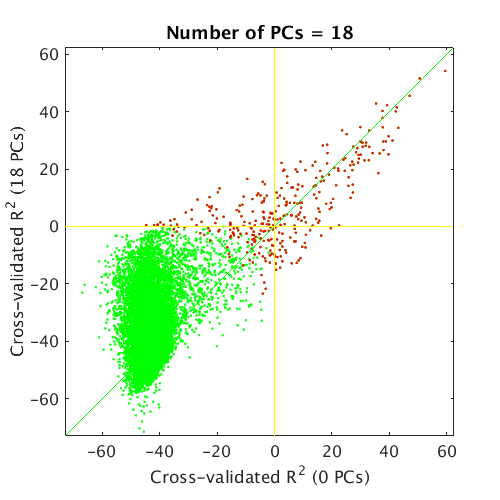 Number of PCs = 18
60
40
20
0
-20
-40
-60
Cross-validated R² (18 PCs)
-60 -40 -20 0 20 40 60
Cross-validated R² (0 PCs)